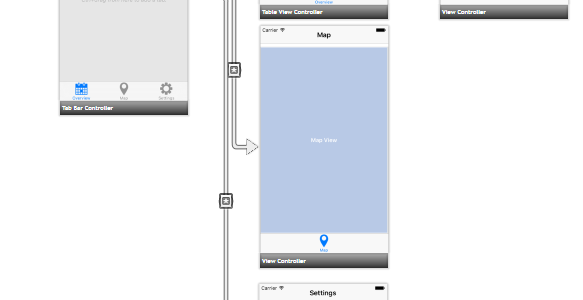 Overview
Map
Settings
Tab Bar Controller
Overview
Table View Controller
View Controller
Carrier
Map
Map View
Map
View Controller
Carrier
Settings